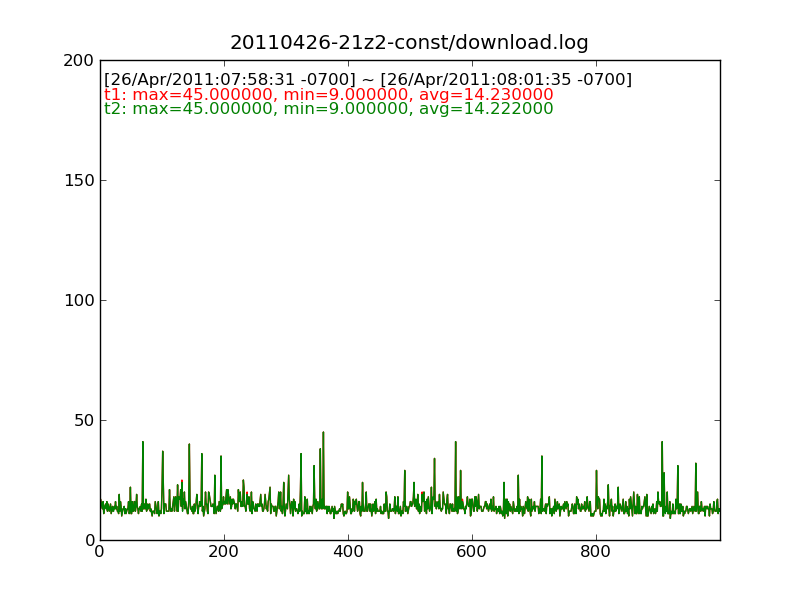 20110426-21z2-const/download.log
200
[26/Apr/2011:07:58:31 -0700] ~ [26/Apr/2011:08:01:35 -0700]
t1: max=45.000000, min=9.000000, avg=14.230000
t2: max=45.000000, min=9.000000, avg=14.222000
150
100
50
0
0 200 400 600 800